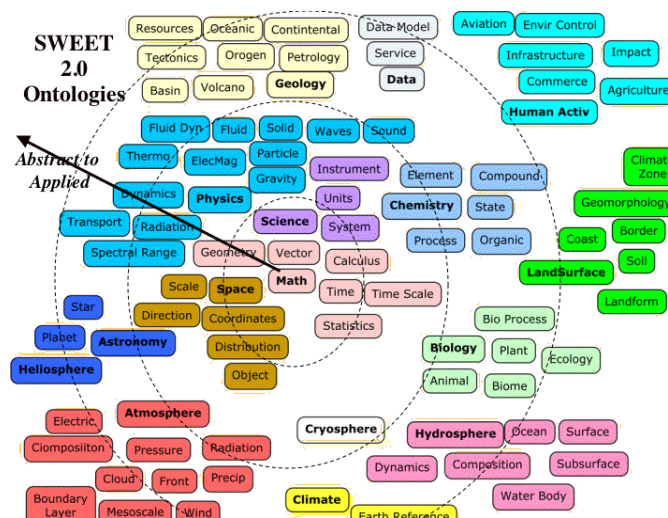 SWEET
2.0
Ontologies
Abstract to
Applied
Resources
Oceanic
Contintental
Tectonics
Orogen
Petrology
Basin
Volcano
Geology
Data Model
Service
Data
Aviation
Envir Control
Infrastructure
Impact
Commerce
Agriculture
Human Activ
Fluid Dyn
Fluid
Solid
Waves
Sound
Thermo
ElecMag
Particle
Gravity
Dynamics
Physics
Transport
Radiation
Spectral Range
Instrument
Units
Science
System
Element
Compound
Chemistry
State
Process
Organic
Climate
Zone
Geomorphology
Border
Coast
Soil
LandSurface
Landform
Geometry
Vector
Calculus
Math
Time
Time Scale
Statistics
Scale
Space
Direction
Coordinates
Distribution
Object
Star
Planet
Astronomy
Heliosphere
Bio Process
Biology
Plant
Ecology
Animal
Biome
Electric
Atmosphere
Ciomposiiton
Pressure
Radiation
Cloud
Front
Precip
Boundary
Layer
Mesoscale
Wind
Cryosphere
Climate
Earth Reference
Hydrosphere
Ocean
Surface
Dynamics
Composition
Subsurface
Water Body